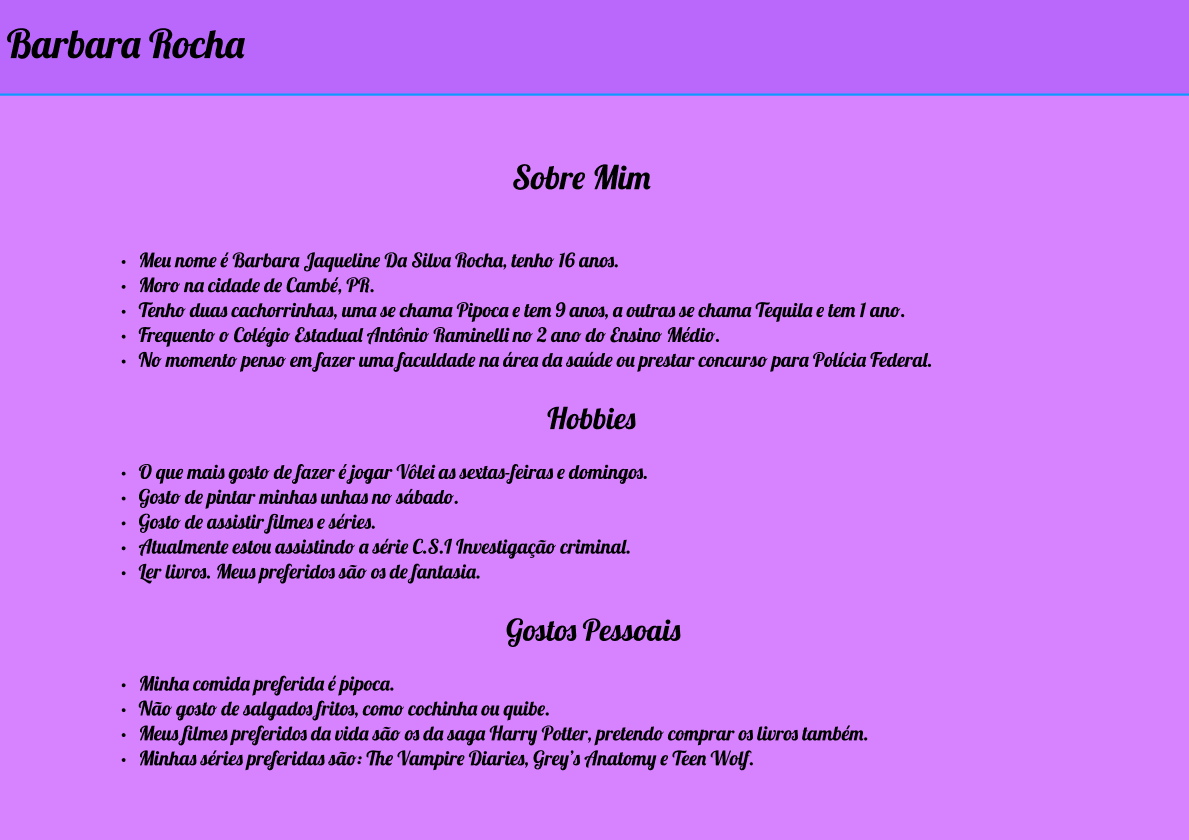 Barbara Rocha
Sobre Mim
• Meu nome é Barbara Jaqueline Da Silva Rocha, tenho 16 anos.
• Moro na cidade de Cambé, PR.
• Tenho duas cachorrinhas, uma se chama Pipoca e tem 9 anos, a outras se chama Tequila e tem 1 ano.
• Frequento o Colégio Estadual Antônio Raminelli no 2 ano do Ensino Médio.
• No momento penso em fazer uma faculdade na área da saúde ou prestar concurso para Polícia Federal.
Hobbies
• O que mais gosto de fazer é jogar Vôlei as sextas-feiras e domingos.
• Gosto de pintar minhas unhas no sábado.
• Gosto de assistir filmes e séries.
• Atualmente estou assistindo a série C.S.I Investigação criminal.
• Ler livros. Meus preferidos são os de fantasia.
Gostos Pessoais
• Minha comida preferida é pipoca.
• Não gosto de salgados fritos, como cochinha ou quibe.
• Meus filmes preferidos da vida são os da saga Harry Potter, pretendo comprar os livros também.
• Minhas séries preferidas são: The Vampire Diaries, Grey's Anatomy e Teen Wolf.